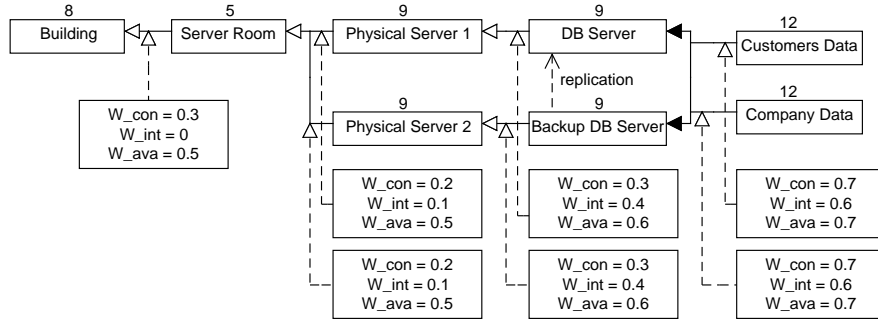 8
Building
5
Server Room
9
Physical Server 1
9
DB Server
12
Customers Data
replication
9
Physical Server 2
9
Backup DB Server
12
Company Data
W_con = 0.3
W_int = 0
W_ava = 0.5
W_con = 0.2
W_int = 0.1
W_ava = 0.5
W_con = 0.3
W_int = 0.4
W_ava = 0.6
W_con = 0.7
W_int = 0.6
W_ava = 0.7
W_con = 0.2
W_int = 0.1
W_ava = 0.5
W_con = 0.3
W_int = 0.4
W_ava = 0.6
W_con = 0.7
W_int = 0.6
W_ava = 0.7